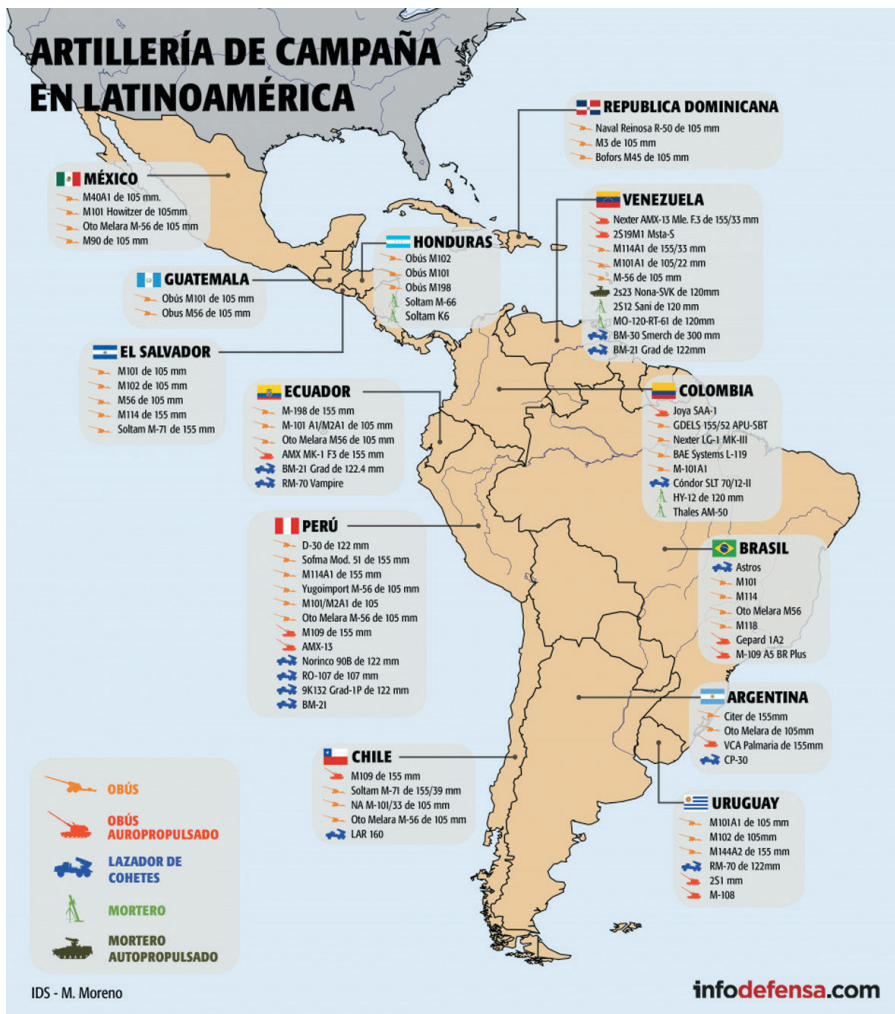 ARTILLERÍA DE CAMPAÑA
EN LATINOAMÉRICA
REPUBLICA DOMINICANA
Naval Reinosa R-50 de 105 mm
M3 de 105 mm
Bofors M45 de 105 mm
MÉXICO
M40A1 de 105 mm.
M101 Howitzer de 105mm
Oto Melara M-56 de 105 mm
M90 de 105 mm
VENEZUELA
Nexter AMX-13 Mle. F.3 de 155/33 mm
2S19M1 Msta-S
M114A1 de 155/33 mm
M101A1 de 105/22 mm
M-56 de 105 mm
2s23 Nona-SVK de 120mm
2S12 Sani de 120 mm
MO-120-RT-61 de 120mm
BM-30 Smerch de 300 mm
BM-21 Grad de 122mm
HONDURAS
Obús M102
Obús M101
Obús M198
Soltam M-66
Soltam K6
GUATEMALA
Obús M101 de 105 mm
Obus M56 de 105 mm
EL SALVADOR
M101 de 105 mm
M102 de 105 mm
M56 de 105 mm
M114 de 155 mm
Soltam M-71 de 155 mm
ECUADOR
M-198 de 155 mm
M-101 A1/M2A1 de 105 mm
Oto Melara M56 de 105 mm
AMX MK-1 F3 de 155 mm
BM-21 Grad de 122.4 mm
RM-70 Vampire
COLOMBIA
Joya SAA-1
GDELS 155/52 APU-SBT
Nexter LG-1 MK-III
BAE Systems L-119
M-101A1
Cóndor SLT 70/12-II
HY-12 de 120 mm
Thales AM-50
PERÚ
D-30 de 122 mm
Sofma Mod. 51 de 155 mm
M114A1 de 155 mm
Yugoimport M-56 de 105 mm
M101/M2A1 de 105
Oto Melara M-56 de 105 mm
M109 de 155 mm
AMX-13
Norinco 90B de 122 mm
RO-107 de 107 mm
9K132 Grad-1P de 122 mm
BM-21
BRASIL
Astros
M101
M114
Oto Melara M56
M118
Gepard 1A2
M-109 A5 BR Plus
ARGENTINA
Citer de 155mm
Oto Melara de 105mm
VCA Palmaria de 155mm
CP-30
CHILE
M109 de 155 mm
Soltam M-71 de 155/39 mm
NA M-101/33 de 105 mm
Oto Melara M-56 de 105 mm
LAR 160
URUGUAY
M101A1 de 105 mm
M102 de 105mm
M144A2 de 155 mm
RM-70 de 122mm
2S1 mm
M-108
OBÚS
OBÚS
AUROPROPULSADO
LAZADOR DE
COHETES
MORTERO
MORTERO
AUTOPROPULSADO
IDS - M. Moreno
infodefensa.com